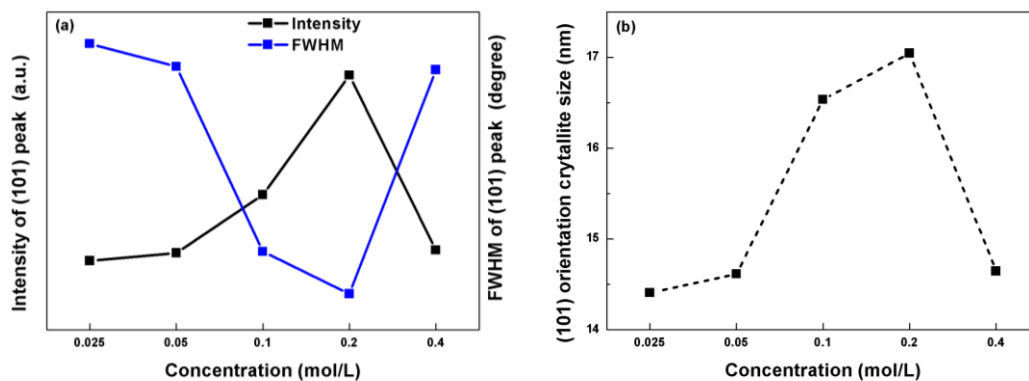 (a)
Intensity
FWHM
Intensity of (101) peak (a.u.)
FWHM of (101) peak (degree)
0.025 0.05 0.1 0.2 0.4
Concentration (mol/L)
(b)
(101) orientation crytallite size (nm)
17
16
15
14
0.025 0.05 0.1 0.2 0.4
Concentration (mol/L)